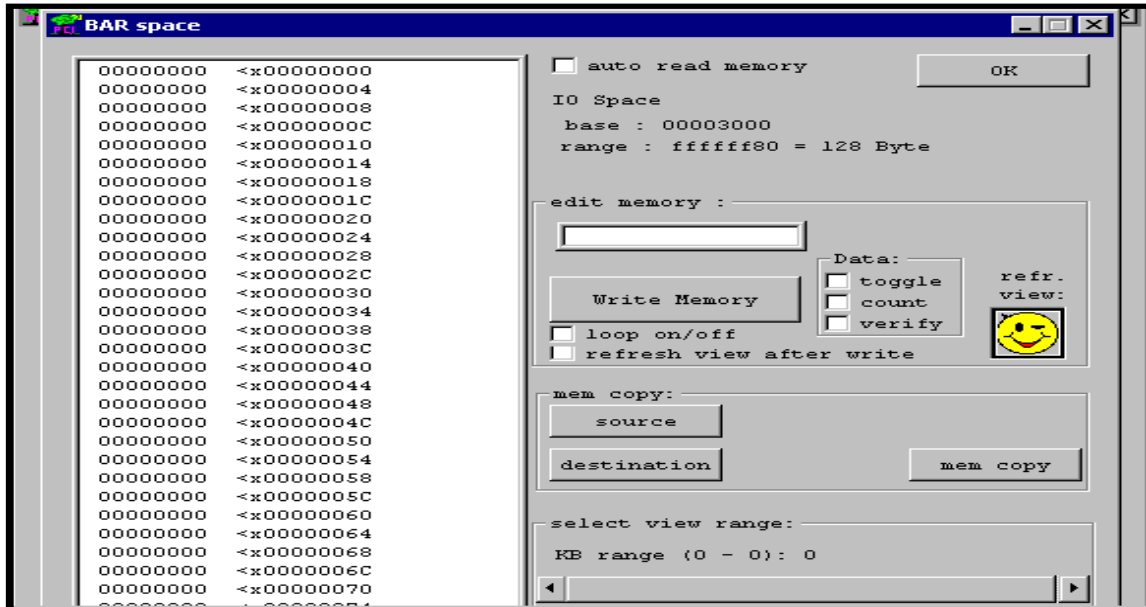 BAR space
00000000 <x00000000
00000000 <x00000004
00000000 <x00000008
00000000 <x0000000C
00000000 <x00000010
00000000 <x00000014
00000000 <x00000018
00000000 <x0000001C
00000000 <x00000020
00000000 <x00000024
00000000 <x00000028
00000000 <x0000002C
00000000 <x00000030
00000000 <x00000034
00000000 <x00000038
00000000 <x0000003C
00000000 <x00000040
00000000 <x00000044
00000000 <x00000048
00000000 <x0000004C
00000000 <x00000050
00000000 <x00000054
00000000 <x00000058
00000000 <x0000005C
00000000 <x00000060
00000000 <x00000064
00000000 <x00000068
00000000 <x0000006C
00000000 <x00000070
auto read memory
OK
IO Space
base : 00003000
range : ffffff80 = 128 Byte
edit memory :
Write Memory
Data:
toggle
count
verify
refr.
view:
loop on/off
refresh view after write
mem copy:
source
destination
mem copy
select view range:
KB range (0 - 0): 0